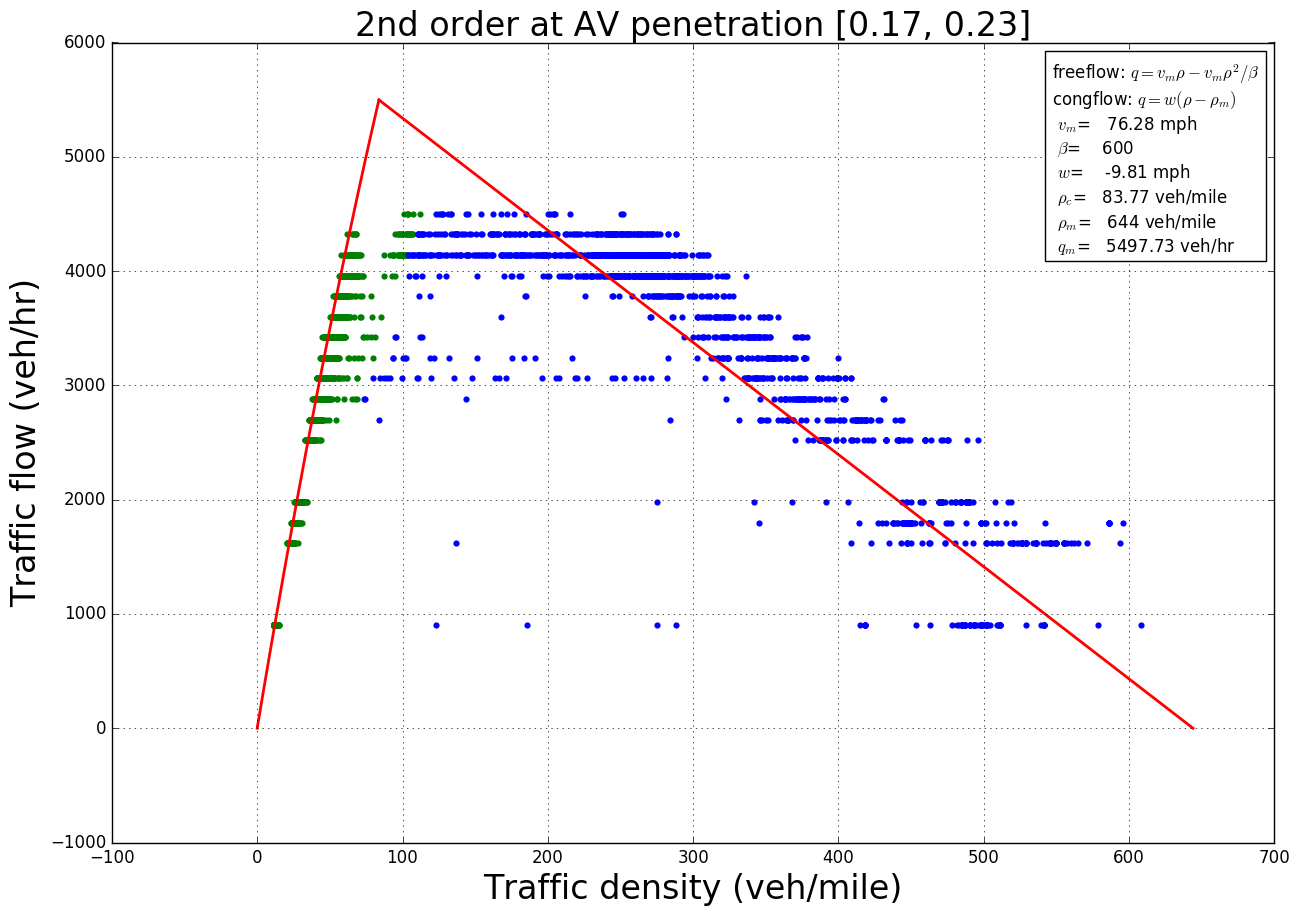 2nd order at AV penetration [0.17, 0.23]
6000
5000
4000
3000
2000
1000
0
−1000
Traffic flow (veh/hr)
freeflow: q = v_mρ − v_mρ²/β
congflow: q = w(ρ − ρ_m)
v_m= 76.28 mph
β= 600
w= -9.81 mph
ρ_c= 83.77 veh/mile
ρ_m= 644 veh/mile
q_m= 5497.73 veh/hr
−100 0 100 200 300 400 500 600 700
Traffic density (veh/mile)